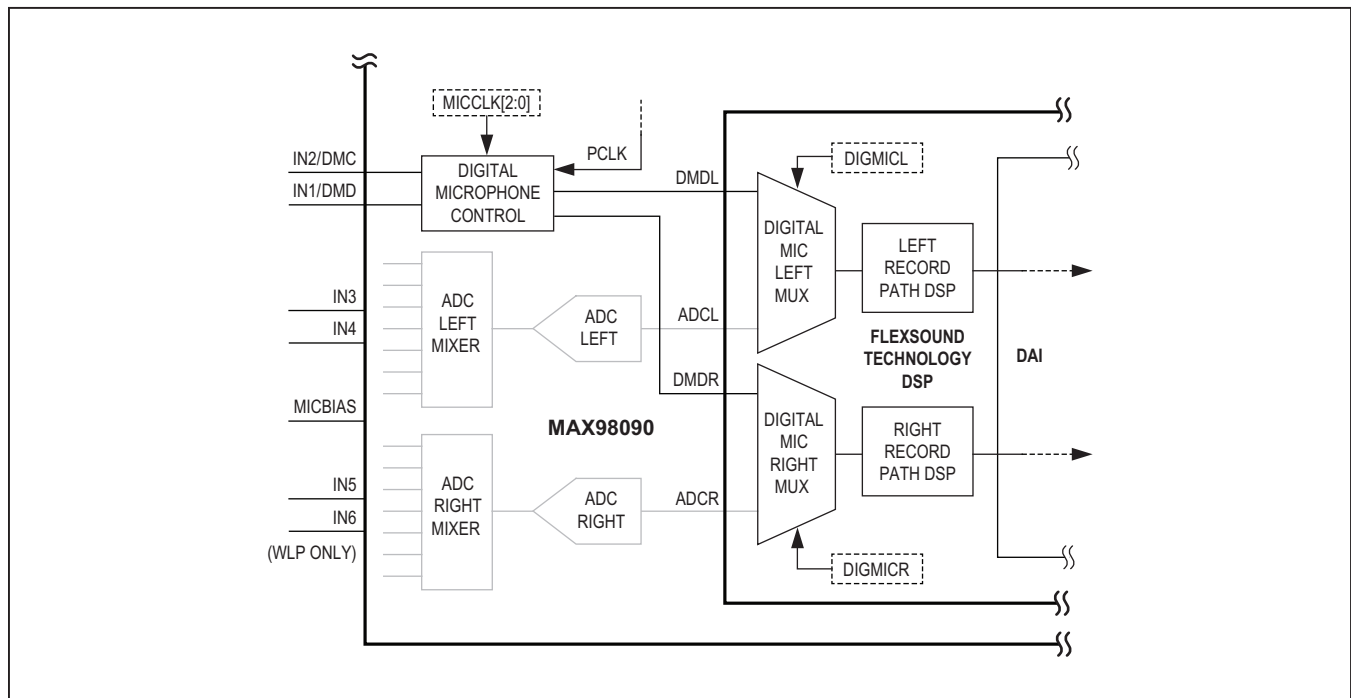 MICCLK[2:0]
PCLK
IN2/DMC
IN1/DMD
DIGITAL
MICROPHONE
CONTROL
DMDL
DIGMICL
DIGITAL
MIC
LEFT
MUX
LEFT
RECORD
PATH DSP
IN3
IN4
ADC
LEFT
MIXER
ADC
LEFT
ADCL
FLEXSOUND
TECHNOLOGY
DSP
DAI
DMDR
MICBIAS
MAX98090
DIGITAL
MIC
RIGHT
MUX
RIGHT
RECORD
PATH DSP
IN5
IN6
(WLP ONLY)
ADC
RIGHT
MIXER
ADC
RIGHT
ADCR
DIGMICR